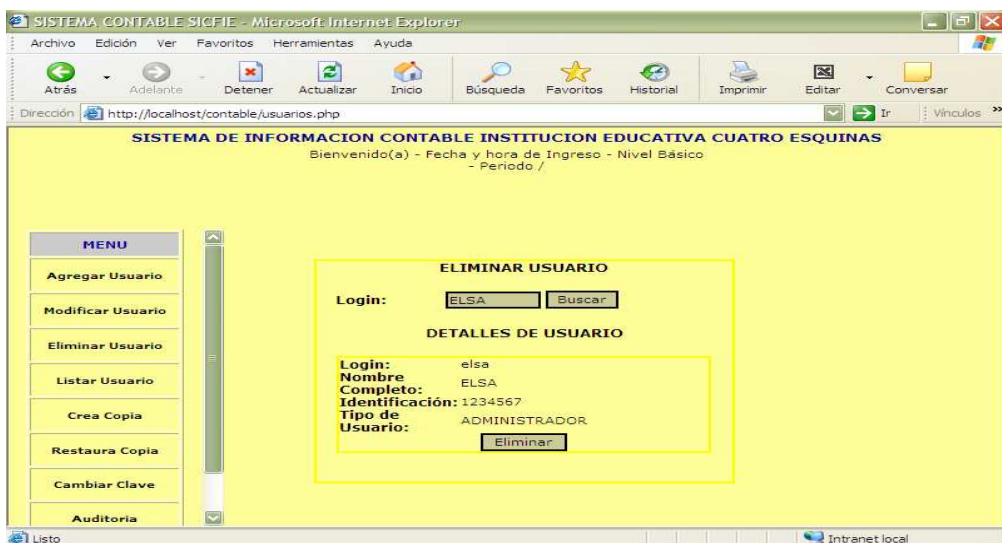 SISTEMA CONTABLE SICFIE - Microsoft Internet Explorer
Archivo Edición Ver Favoritos Herramientas Ayuda
Atrás Adelante Detener Actualizar Inicio Búsqueda Favoritos Historial Imprimir Editar Conversar
Dirección http://localhost/contable/usuarios.php Ir Vínculos »
SISTEMA DE INFORMACION CONTABLE INSTITUCION EDUCATIVA CUATRO ESQUINAS
Bienvenido(a) - Fecha y hora de Ingreso - Nivel Básico
- Periodo /
MENU
Agregar Usuario
Modificar Usuario
Eliminar Usuario
Listar Usuario
Crea Copia
Restaura Copia
Cambiar Clave
Auditoria
ELIMINAR USUARIO
Login: ELSA Buscar
DETALLES DE USUARIO
Login: elsa
Nombre
Completo: ELSA
Identificación: 1234567
Tipo de
Usuario: ADMINISTRADOR
Eliminar
Listo Intranet local